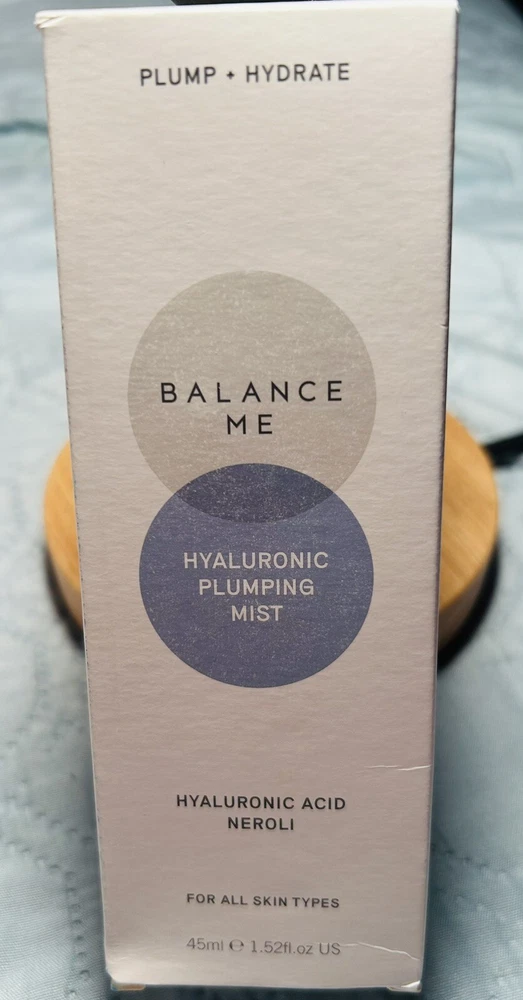 PLUMP + HYDRATE
BALANCE
ME
HYALURONIC
PLUMPING
MIST
HYALURONIC ACID
NEROLI
FOR ALL SKIN TYPES
45ml ℮ 1.52fl.oz US